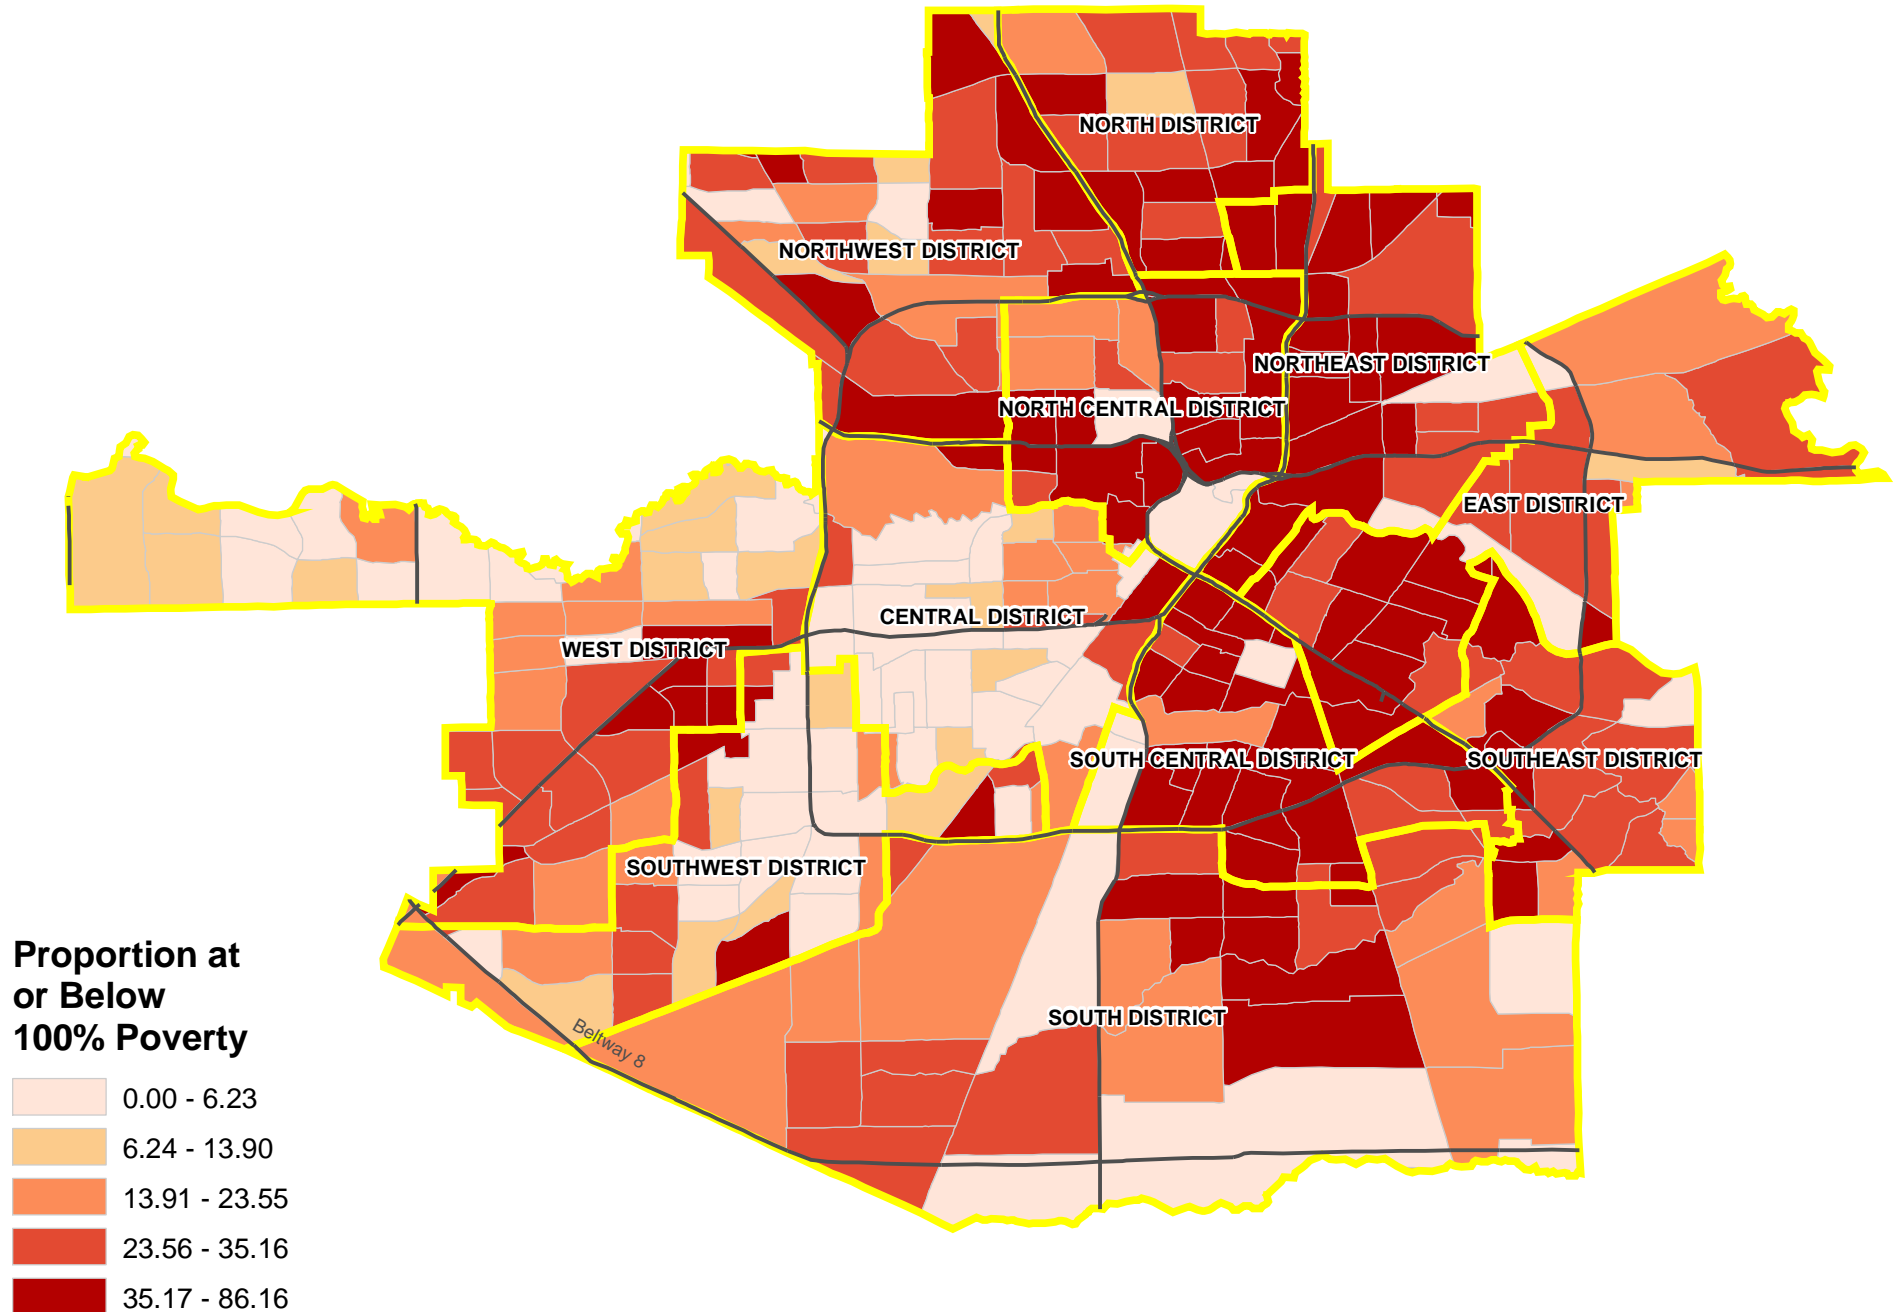 NORTH DISTRICT
NORTHWEST DISTRICT
NORTHEAST DISTRICT
NORTH CENTRAL DISTRICT
EAST DISTRICT
CENTRAL DISTRICT
WEST DISTRICT
SOUTH CENTRAL DISTRICT
SOUTHEAST DISTRICT
SOUTHWEST DISTRICT
SOUTH DISTRICT
Beltway 8
Proportion at
or Below
100% Poverty
0.00 - 6.23
6.24 - 13.90
13.91 - 23.55
23.56 - 35.16
35.17 - 86.16